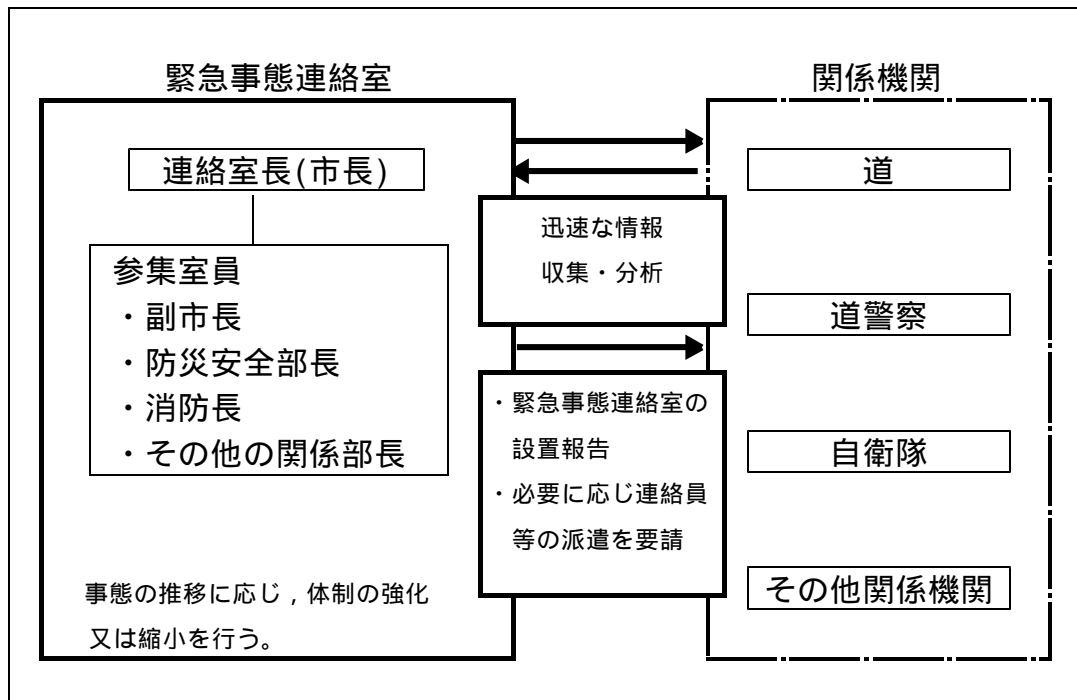 緊急事態連絡室
連絡室長(市長)
参集室員
・副市長
・防災安全部長
・消防長
・その他の関係部長
事態の推移に応じ，体制の強化
又は縮小を行う。
迅速な情報
収集・分析
・緊急事態連絡室の
設置報告
・必要に応じ連絡員
等の派遣を要請
関係機関
道
道警察
自衛隊
その他関係機関